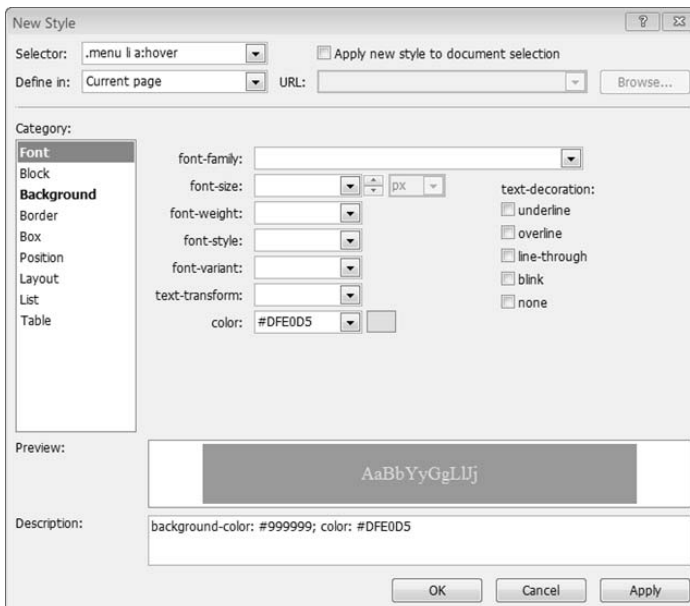 New Style
Selector: .menu li a:hover Apply new style to document selection
Define in: Current page URL: Browse...
Category:
Font
Block
Background
Border
Box
Position
Layout
List
Table
font-family:
font-size: px
font-weight:
font-style:
font-variant:
text-transform:
color: #DFE0D5
text-decoration:
underline
overline
line-through
blink
none
Preview:
AaBbYyGgLlJj
Description:
background-color: #999999; color: #DFE0D5
OK Cancel Apply